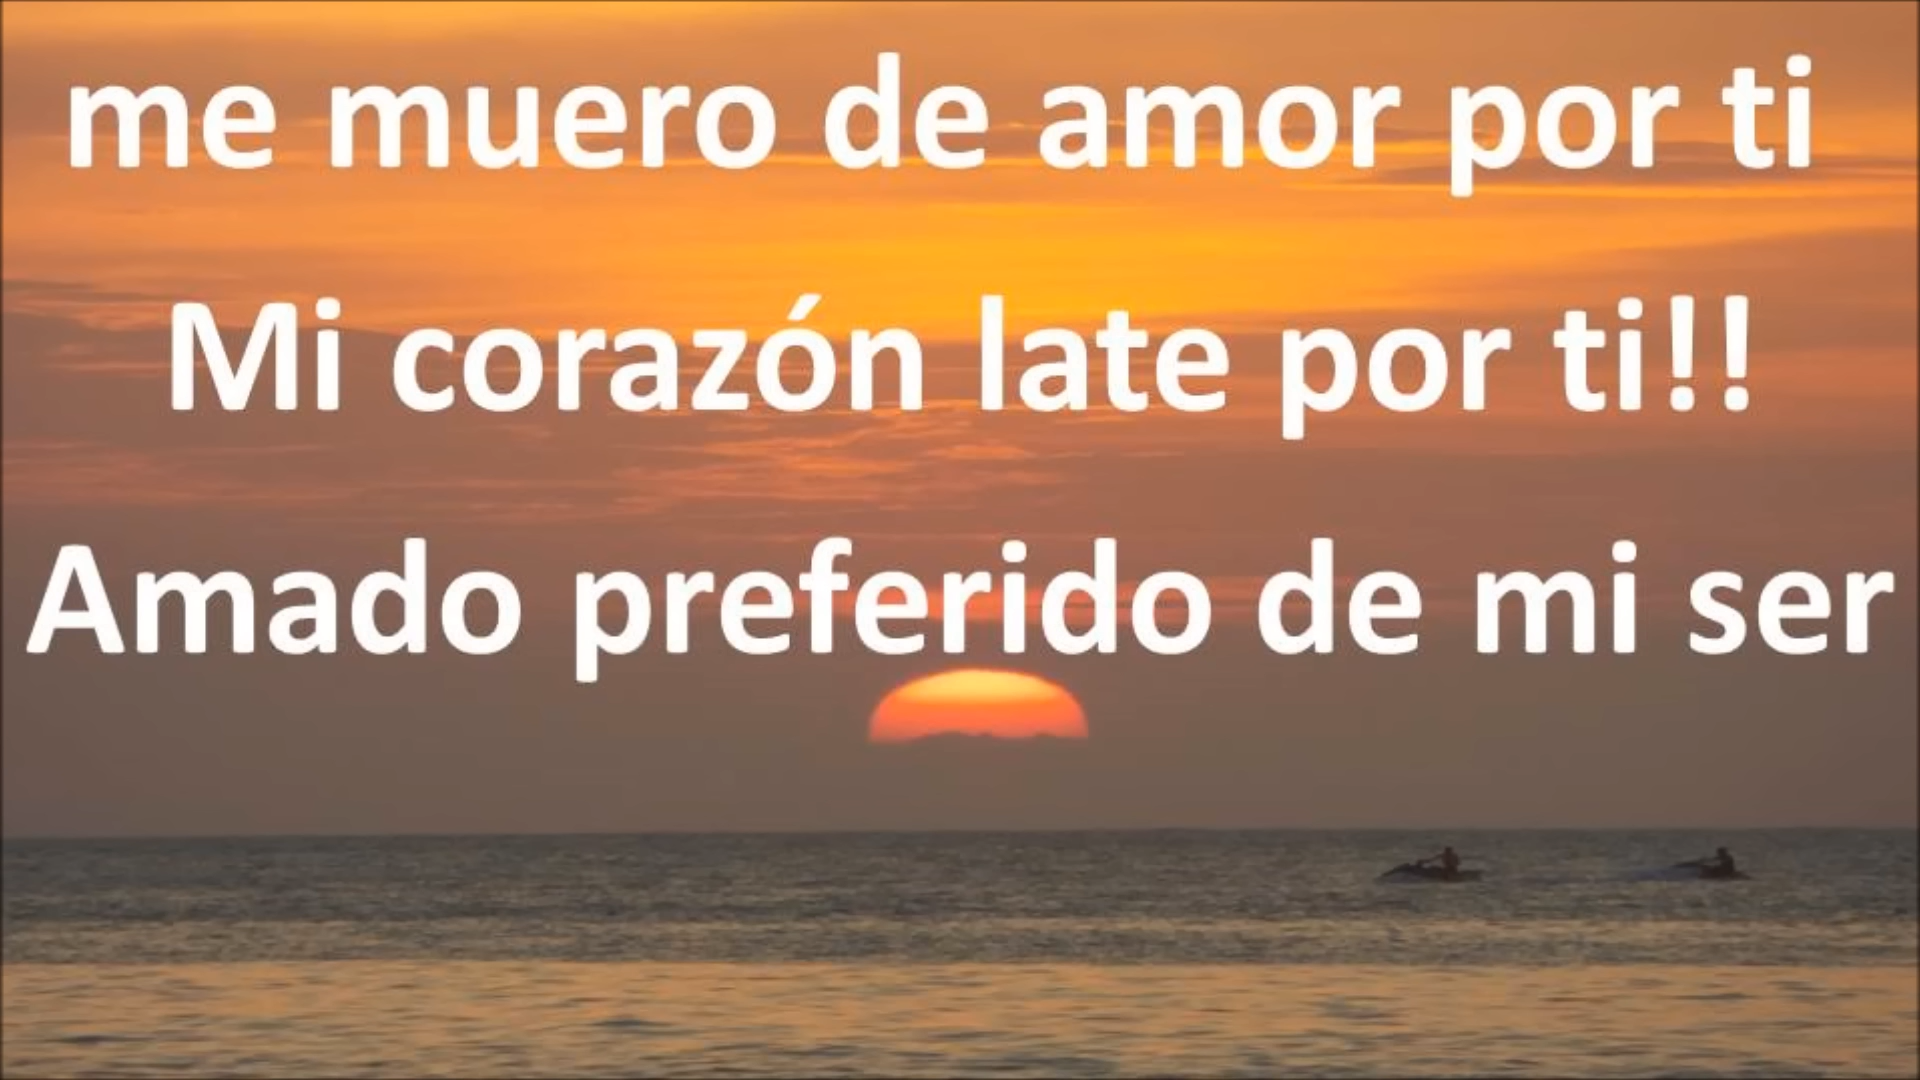 me muero de amor por ti
Mi corazón late por ti!!
Amado preferido de mi ser